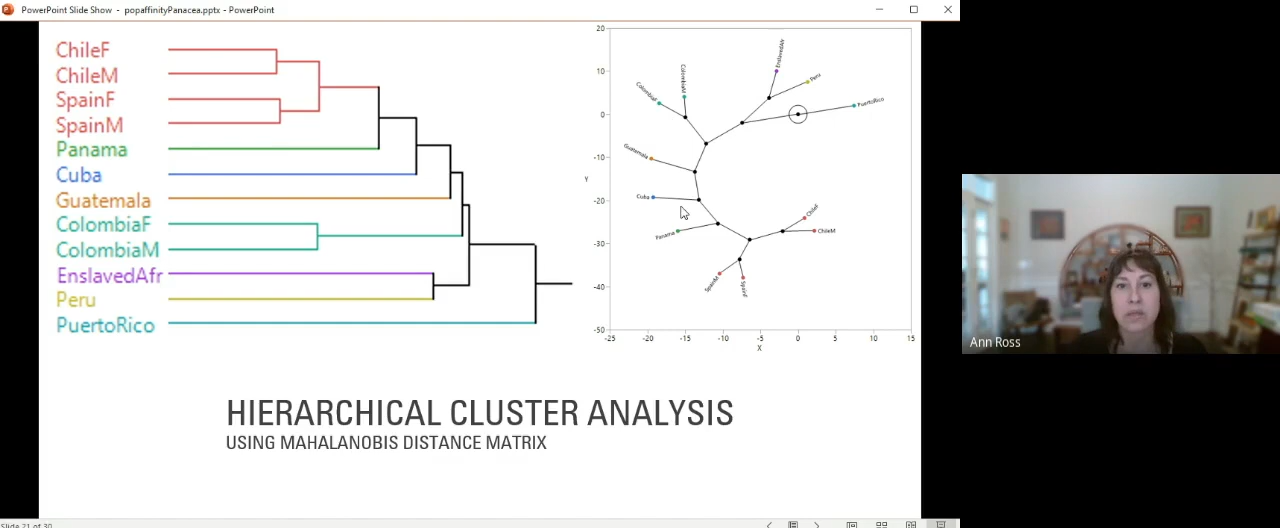 PowerPoint Slide Show - popaffinityPanacea.pptx - PowerPoint
ChileF
ChileM
SpainF
SpainM
Panama
Cuba
Guatemala
ColombiaF
ColombiaM
EnslavedAfr
Peru
PuertoRico
20
10
0
-10
-20
-30
-40
-50
Y
-25
-20
-15
-10
-5
0
5
10
15
X
ColombiaF
ColombiaM
EnslavedAfr
Peru
PuertoRico
Guatemala
Cuba
Panama
ChileF
ChileM
SpainM
SpainF
HIERARCHICAL CLUSTER ANALYSIS
USING MAHALANOBIS DISTANCE MATRIX
Ann Ross
Slide 21 of 30